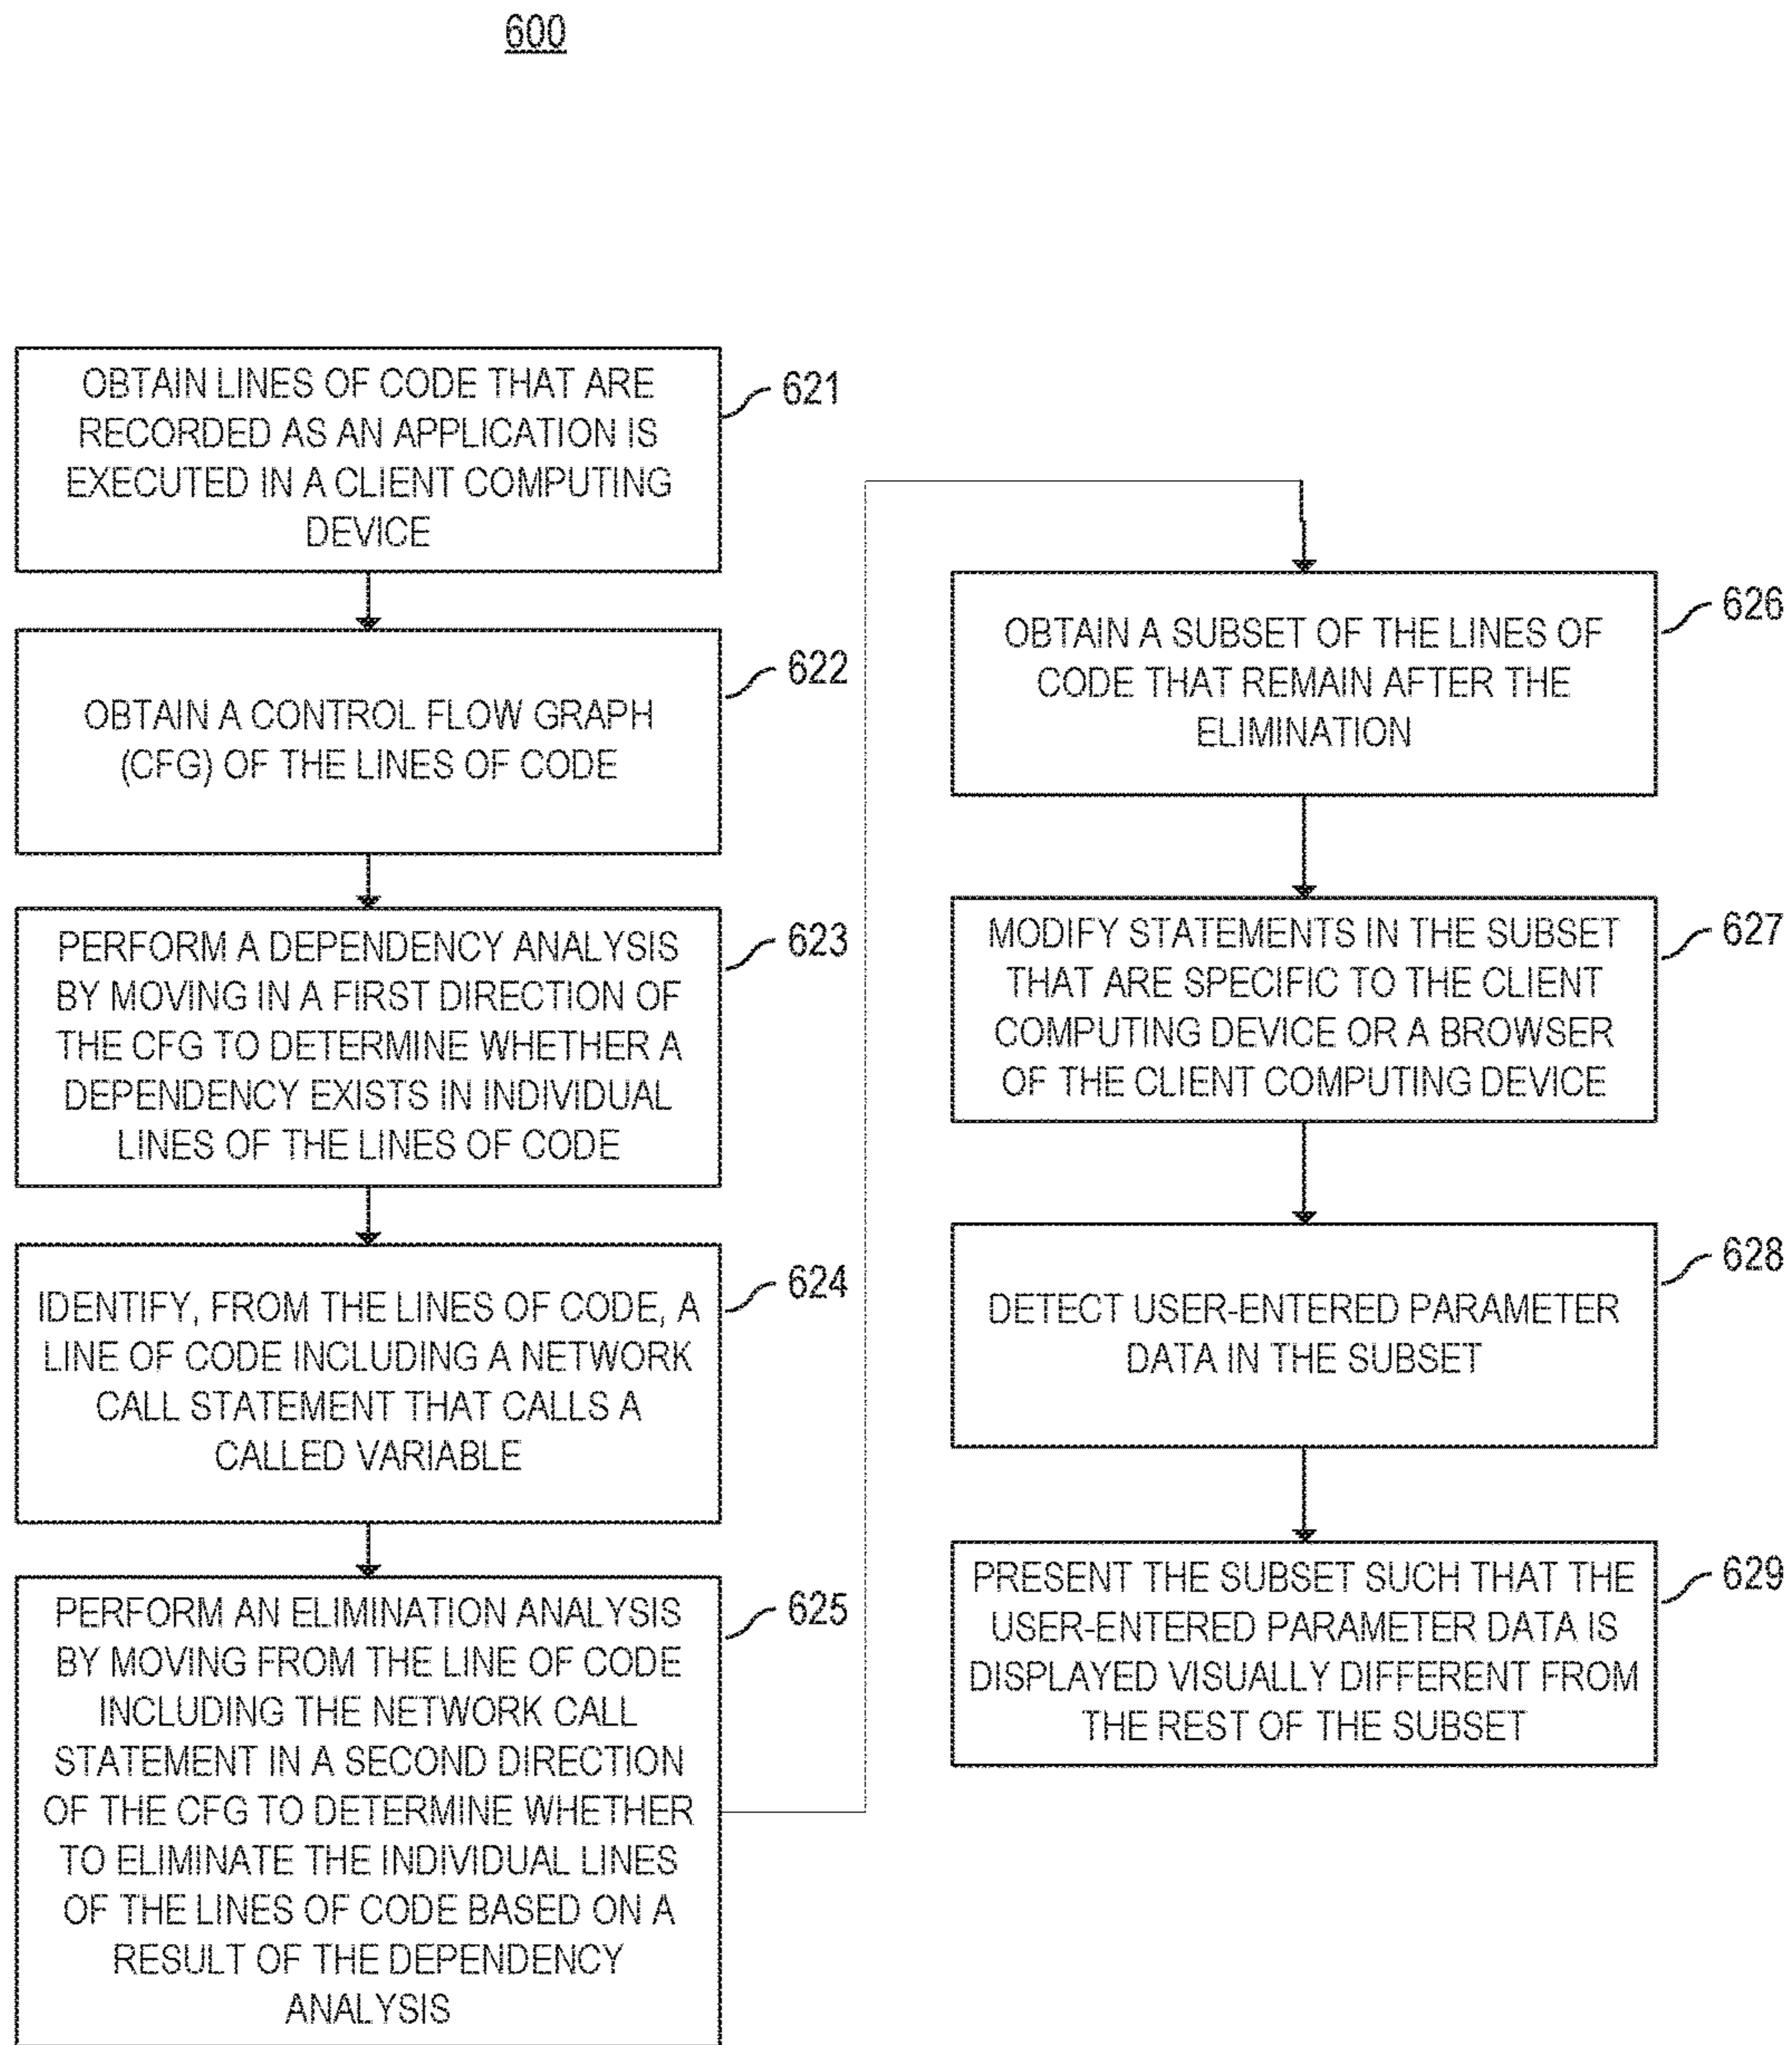 600
OBTAIN LINES OF CODE THAT ARE
RECORDED AS AN APPLICATION IS
EXECUTED IN A CLIENT COMPUTING
DEVICE
621
OBTAIN A CONTROL FLOW GRAPH
(CFG) OF THE LINES OF CODE
622
PERFORM A DEPENDENCY ANALYSIS
BY MOVING IN A FIRST DIRECTION OF
THE CFG TO DETERMINE WHETHER A
DEPENDENCY EXISTS IN INDIVIDUAL
LINES OF THE LINES OF CODE
623
IDENTIFY, FROM THE LINES OF CODE, A
LINE OF CODE INCLUDING A NETWORK
CALL STATEMENT THAT CALLS A
CALLED VARIABLE
624
PERFORM AN ELIMINATION ANALYSIS
BY MOVING FROM THE LINE OF CODE
INCLUDING THE NETWORK CALL
STATEMENT IN A SECOND DIRECTION
OF THE CFG TO DETERMINE WHETHER
TO ELIMINATE THE INDIVIDUAL LINES
OF THE LINES OF CODE BASED ON A
RESULT OF THE DEPENDENCY
ANALYSIS
625
OBTAIN A SUBSET OF THE LINES OF
CODE THAT REMAIN AFTER THE
ELIMINATION
626
MODIFY STATEMENTS IN THE SUBSET
THAT ARE SPECIFIC TO THE CLIENT
COMPUTING DEVICE OR A BROWSER
OF THE CLIENT COMPUTING DEVICE
627
DETECT USER-ENTERED PARAMETER
DATA IN THE SUBSET
628
PRESENT THE SUBSET SUCH THAT THE
USER-ENTERED PARAMETER DATA IS
DISPLAYED VISUALLY DIFFERENT FROM
THE REST OF THE SUBSET
629